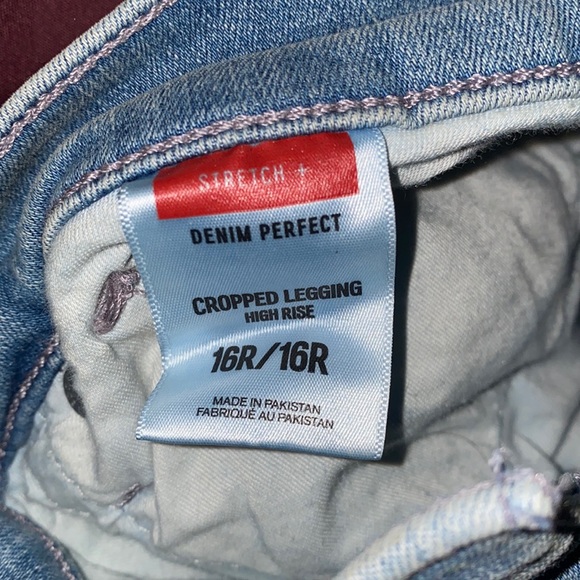 STRETCH +
DENIM PERFECT
CROPPED LEGGING
HIGH RISE
16R/16R
MADE IN PAKISTAN
FABRIQUÉ AU PAKISTAN